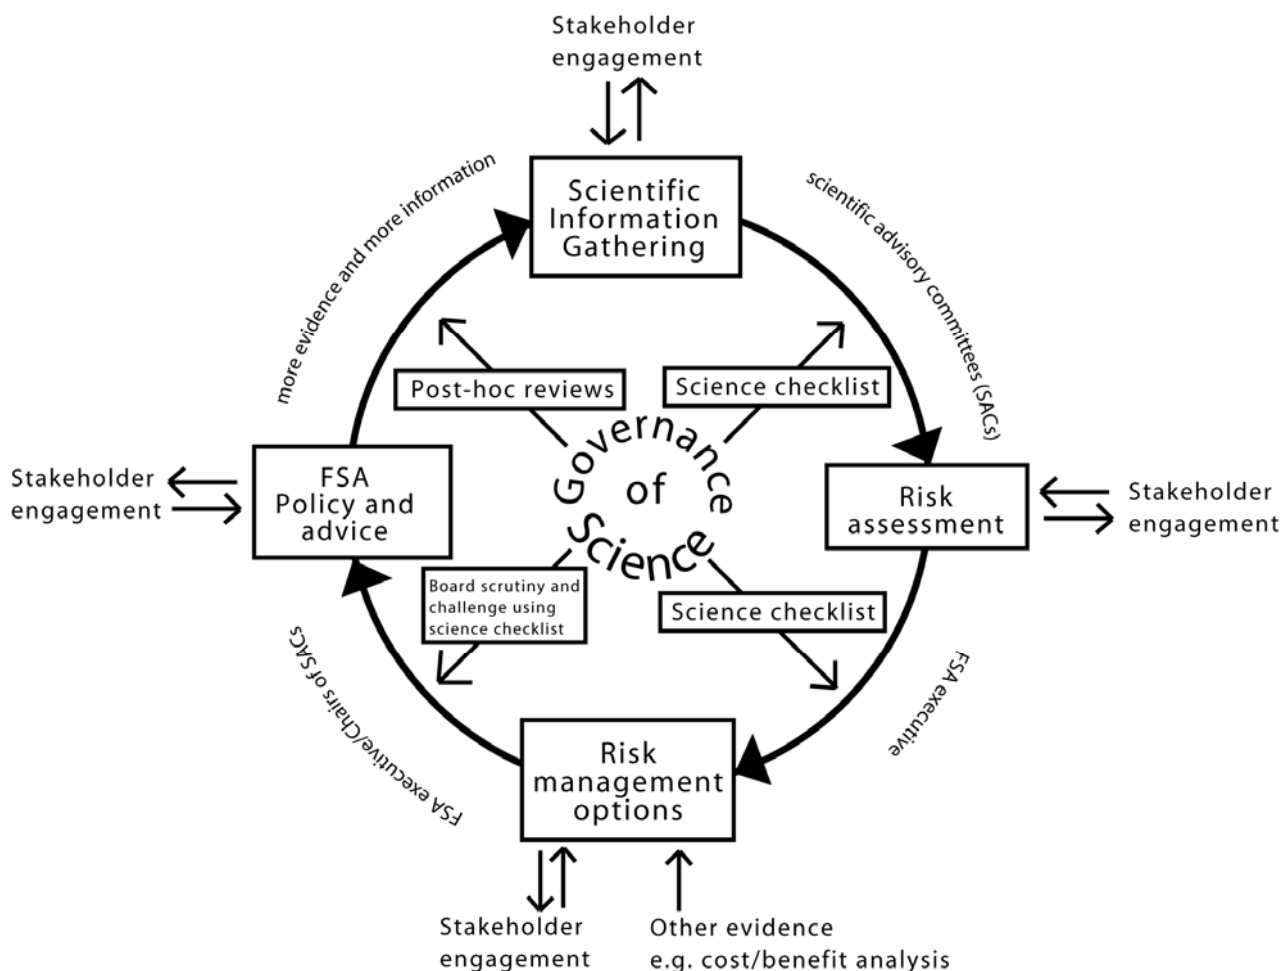 Stakeholder
engagement
Scientific
Information
Gathering
more evidence and more information
scientific advisory committees (SACs)
Post-hoc reviews
Science checklist
Governance
of
Science
Stakeholder
engagement
FSA
Policy and
advice
Risk
assessment
Stakeholder
engagement
Board scrutiny and
challenge using
science checklist
Science checklist
FSA executive/Chairs of SACs
FSA executive
Risk
management
options
Stakeholder
engagement
Other evidence
e.g. cost/benefit analysis